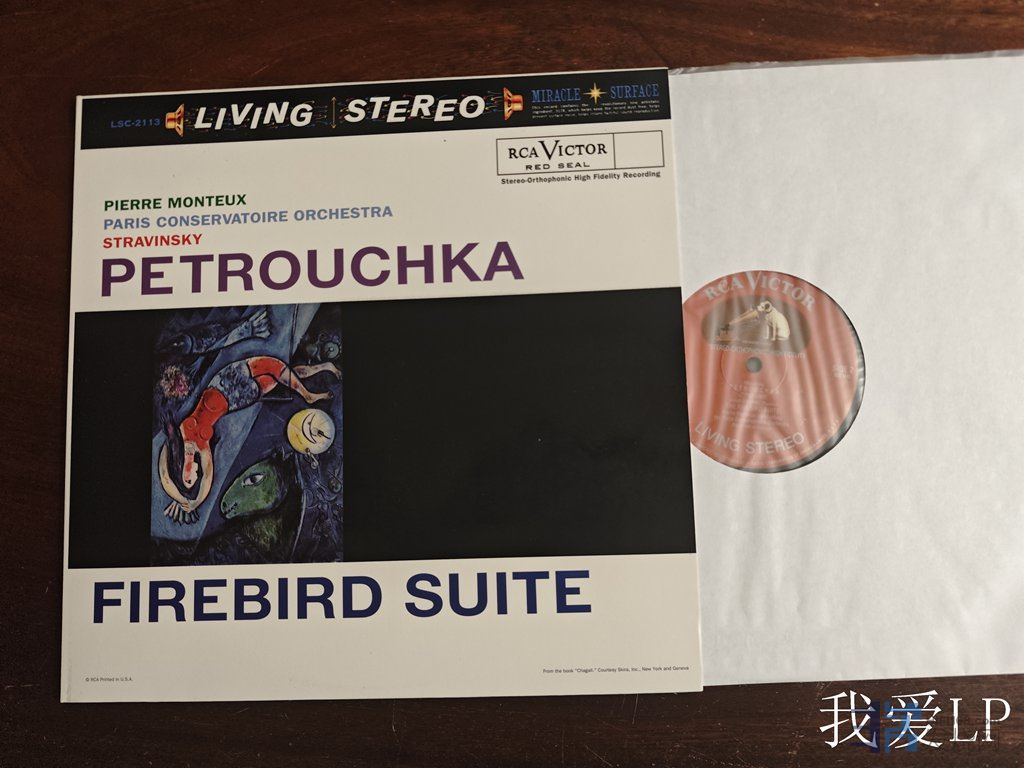 LSC-2113
LIVING STEREO
MIRACLE SURFACE
RCA VICTOR
RED SEAL
Stereo-Orthophonic High Fidelity Recording
PIERRE MONTEUX
PARIS CONSERVATOIRE ORCHESTRA
STRAVINSKY
PETROUCHKA
FIREBIRD SUITE
© RCA Printed in U.S.A.
From the book "Chagall." Courtesy Skira, Inc., New York and Geneva
RCA VICTOR
LIVING STEREO
我爱LP